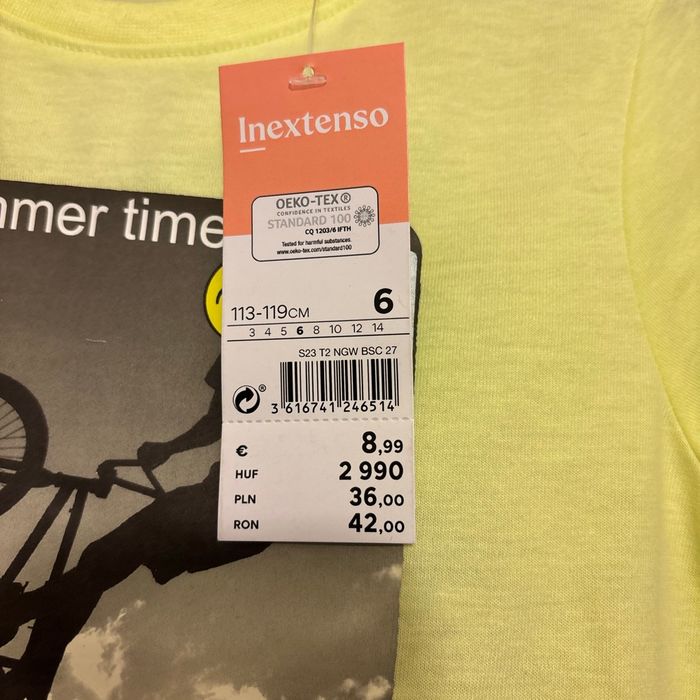 Inextenso
OEKO-TEX®
CONFIDENCE IN TEXTILES
STANDARD 100
CQ 1203/6 IFTH
Tested for harmful substances.
www.oeko-tex.com/standard100
mmer time
113-119CM 6
3 4 5 6 8 10 12 14
S23 T2 NGW BSC 27
®
3 616741 246514
€ 8,99
HUF 2 990
PLN 36,00
RON 42,00